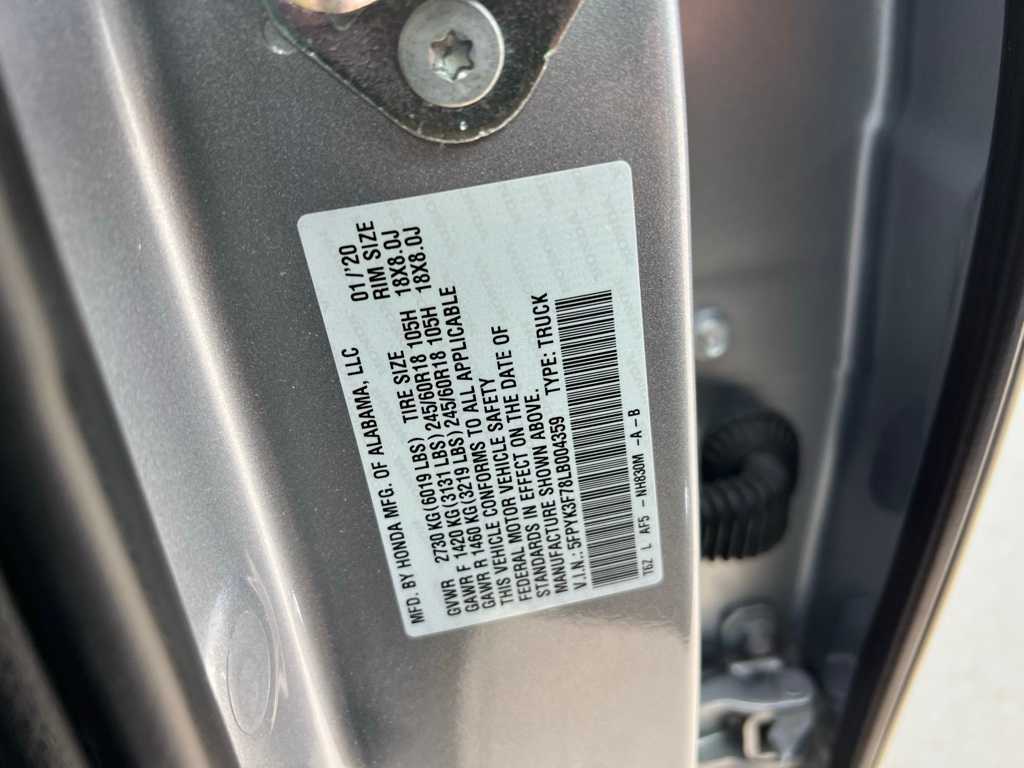 MFD. BY HONDA MFG. OF ALABAMA, LLC 01/'20
TIRE SIZE RIM SIZE
GVWR 2730 KG(6019 LBS)
GAWR F 1420 KG(3131 LBS) 245/60R18 105H 18X8.0J
GAWR R 1460 KG(3219 LBS) 245/60R18 105H 18X8.0J
THIS VEHICLE CONFORMS TO ALL APPLICABLE
FEDERAL MOTOR VEHICLE SAFETY
STANDARDS IN EFFECT ON THE DATE OF
MANUFACTURE SHOWN ABOVE.
V.I.N.: 5FPYK3F78LB004359 TYPE: TRUCK
T6Z L AF5 - NH830M -A -B